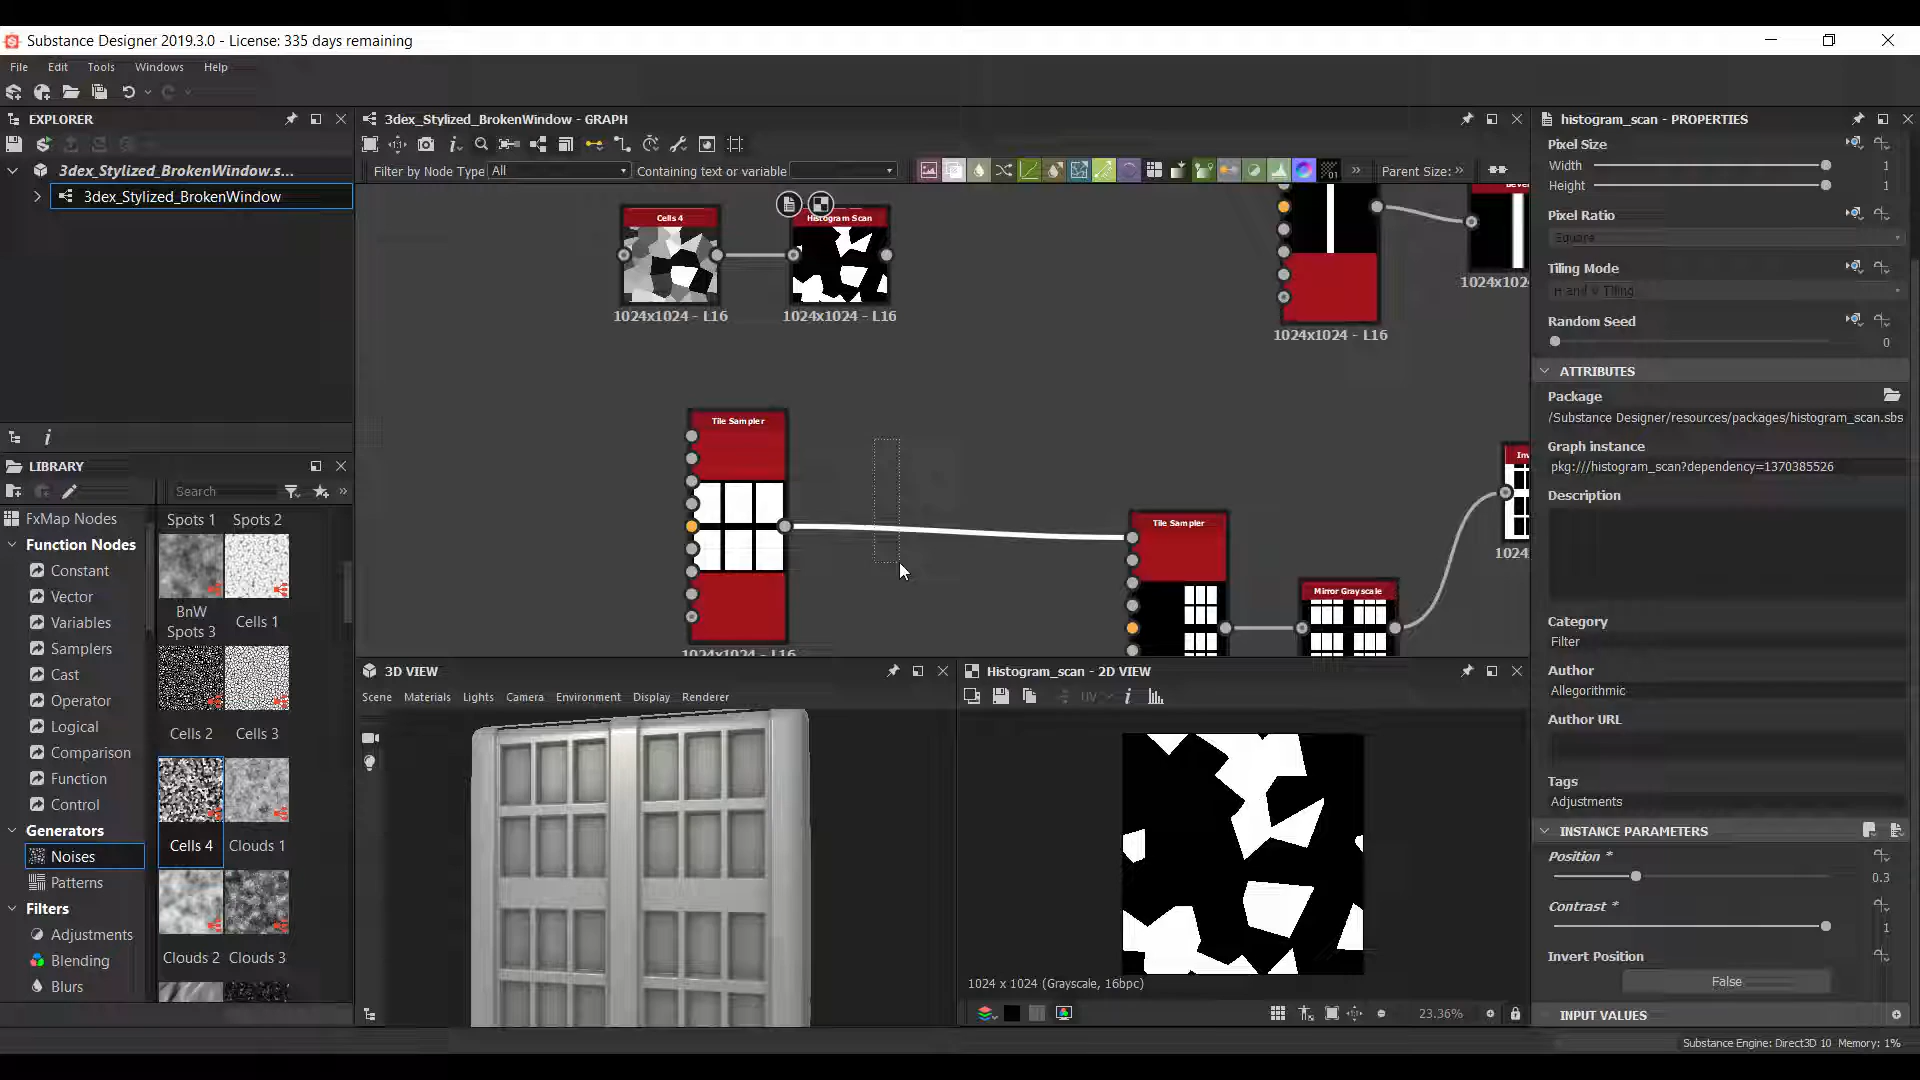 Substance Designer 2019.3.0 - License: 335 days remaining
File Edit Tools Windows Help
EXPLORER
3dex_Stylized_BrokenWindow.s...
3dex_Stylized_BrokenWindow
LIBRARY
Search
FxMap Nodes
Function Nodes
Constant
Vector
Variables
Samplers
Cast
Operator
Logical
Comparison
Function
Control
Generators
Noises
Patterns
Filters
Adjustments
Blending
Blurs
Spots 1 Spots 2
BnW Spots 3 Cells 1
Cells 2 Cells 3
Cells 4 Clouds 1
Clouds 2 Clouds 3
3dex_Stylized_BrokenWindow - GRAPH
Filter by Node Type All Containing text or variable Parent Size: >>
Cells 4
1024x1024 - L16
Histogram Scan
1024x1024 - L16
1024x1024 - L16
1024x102
Tile Sampler
1024x1024 - L16
Tile Sampler
Mirror Grayscale
Inv
1024
3D VIEW
Scene Materials Lights Camera Environment Display Renderer
Histogram_scan - 2D VIEW
UV
1024 x 1024 (Grayscale, 16bpc)
23.36%
histogram_scan - PROPERTIES
Pixel Size
Width 1
Height 1
Pixel Ratio
Square
Tiling Mode
H and V Tiling
Random Seed
0
ATTRIBUTES
Package
/Substance Designer/resources/packages/histogram_scan.sbs
Graph instance
pkg:///histogram_scan?dependency=1370385526
Description
Category
Filter
Author
Allegorithmic
Author URL
Tags
Adjustments
INSTANCE PARAMETERS
Position *
0.3
Contrast *
1
Invert Position
False
INPUT VALUES
Substance Engine: Direct3D 10 Memory: 1%